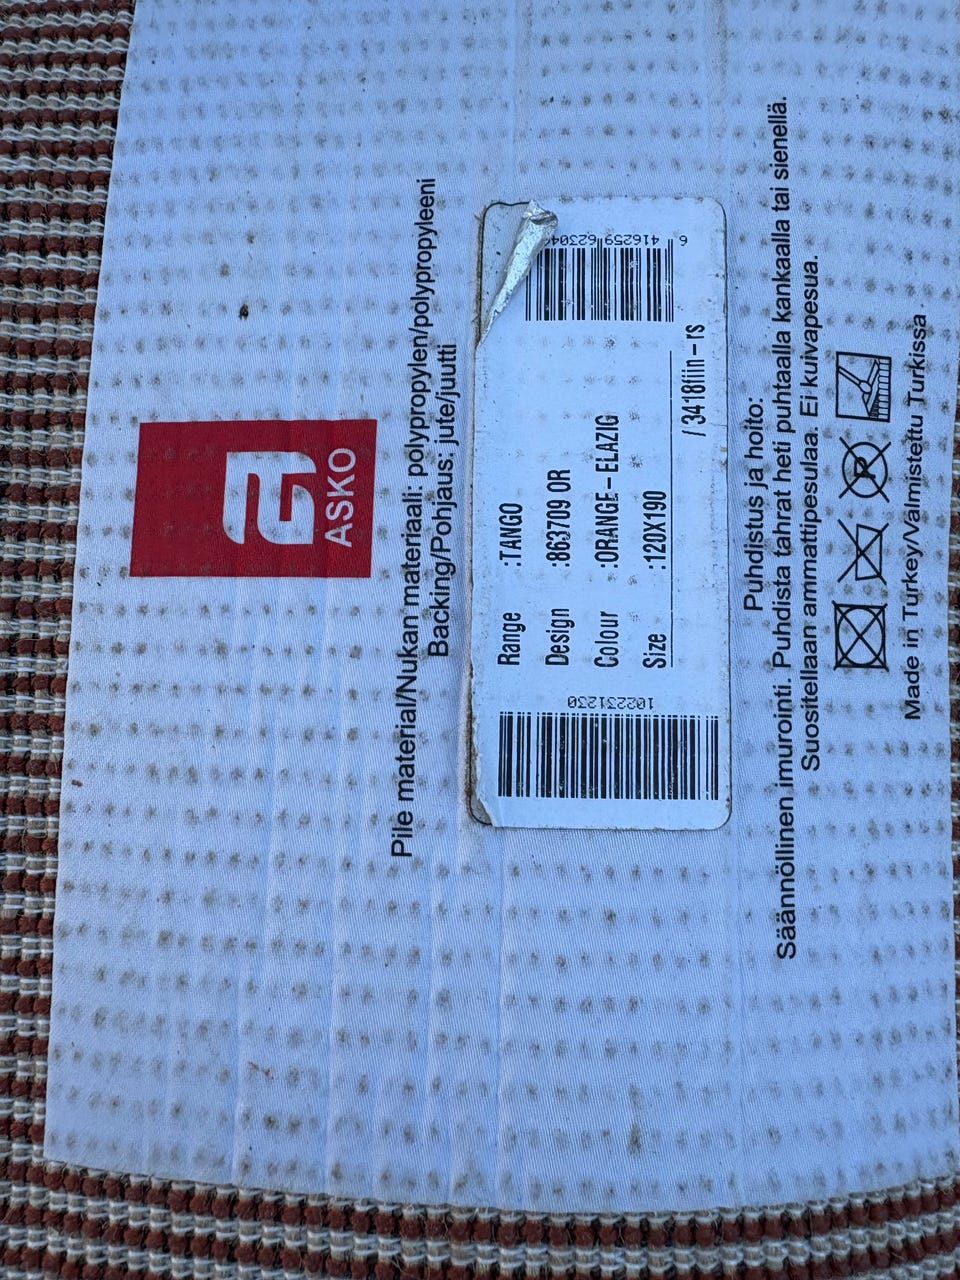 ASKO
Pile material/Nukan materiaali: polypropylen/polypropyleeni
Backing/Pohjaus: jute/juutti
6 416259 62304
Range :TANGO
Design :863709 OR
Colour :ORANGE-ELAZIG
Size :120X190
/ 3418fiin-rs
102231230
Puhdistus ja hoito:
Säännöllinen imurointi. Puhdista tahrat heti puhtaalla kankaalla tai sienellä.
Suositellaan ammattipesulaa. Ei kuivapesua.
P
Made in Turkey/Valmistettu Turkissa